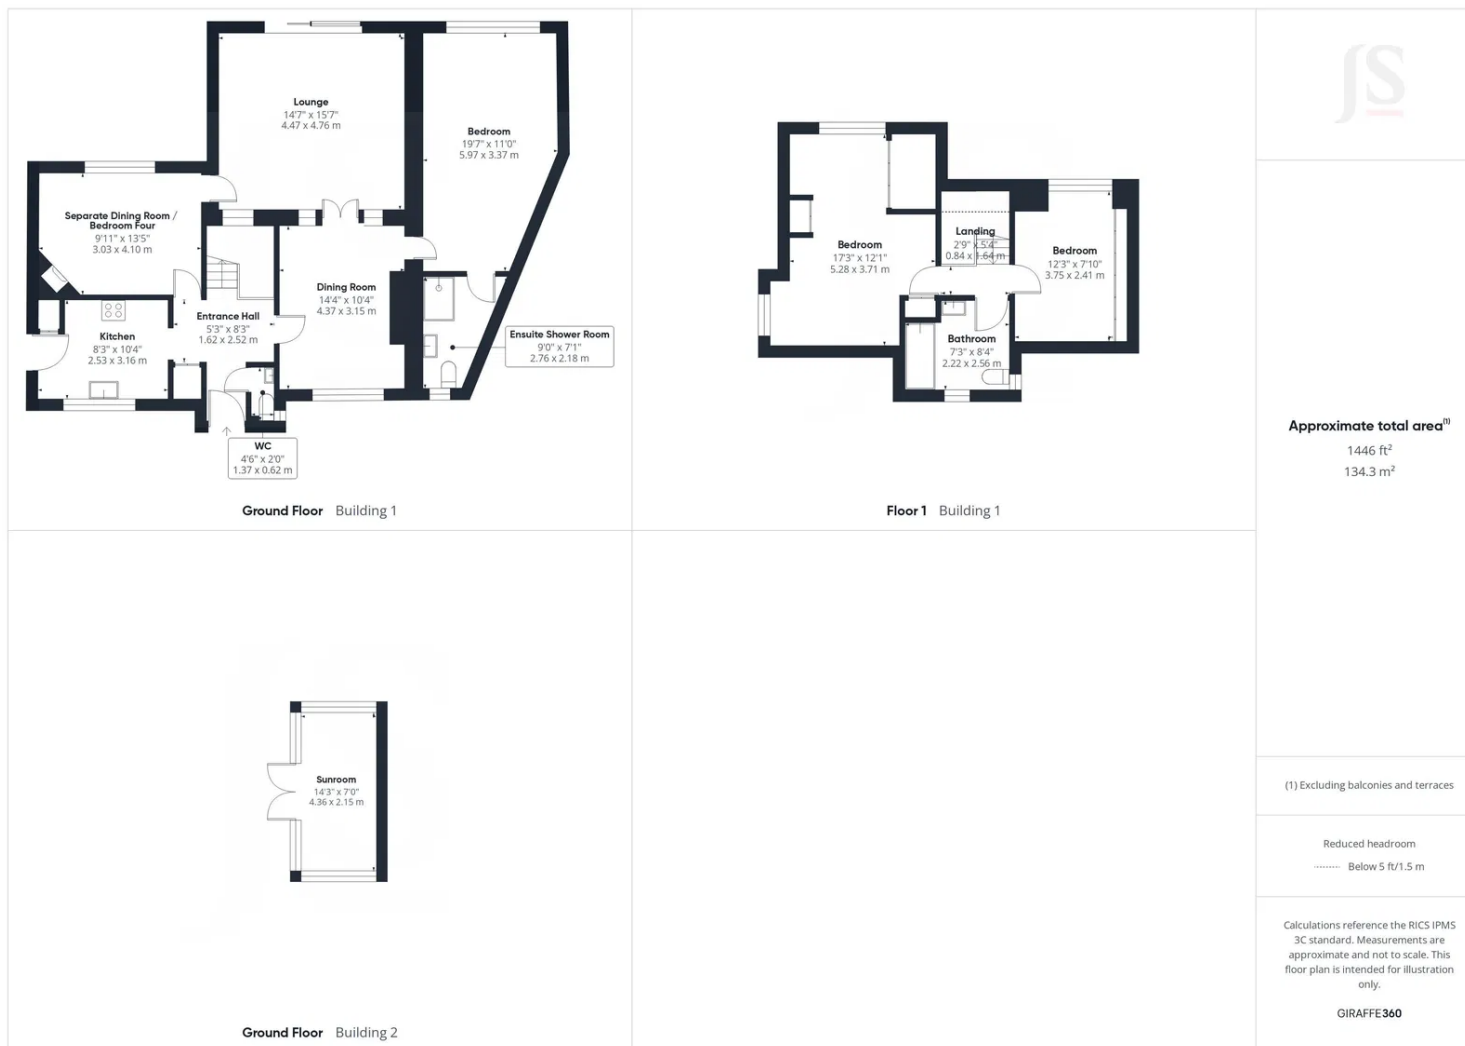 Lounge
14'7" x 15'7"
4.47 x 4.76 m
Bedroom
19'7" x 11'0"
5.97 x 3.37 m
Separate Dining Room /
Bedroom Four
9'11" x 13'5"
3.03 x 4.10 m
Dining Room
14'4" x 10'4"
4.37 x 3.15 m
Entrance Hall
5'3" x 8'3"
1.62 x 2.52 m
Kitchen
8'3" x 10'4"
2.53 x 3.16 m
Ensuite Shower Room
9'0" x 7'1"
2.76 x 2.18 m
WC
4'6" x 2'0"
1.37 x 0.62 m
Ground Floor Building 1
Bedroom
17'3" x 12'1"
5.28 x 3.71 m
Landing
2'9" x 5'4"
0.84 x 1.64 m
Bedroom
12'3" x 7'10"
3.75 x 2.41 m
Bathroom
7'3" x 8'4"
2.22 x 2.56 m
Floor 1 Building 1
Sunroom
14'3" x 7'0"
4.36 x 2.15 m
Ground Floor Building 2
JS
Approximate total area(1)
1446 ft²
134.3 m²
(1) Excluding balconies and terraces
Reduced headroom
Below 5 ft/1.5 m
Calculations reference the RICS IPMS
3C standard. Measurements are
approximate and not to scale. This
floor plan is intended for illustration
only.
GIRAFFE360